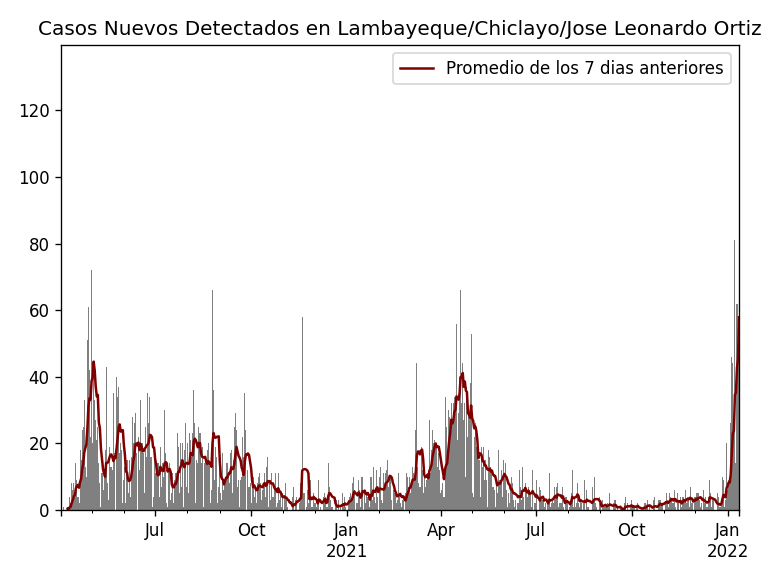 Casos Nuevos Detectados en Lambayeque/Chiclayo/Jose Leonardo Ortiz
Promedio de los 7 dias anteriores
120
100
80
60
40
20
0
Jul Oct Jan Apr Jul Oct Jan
2021 2022